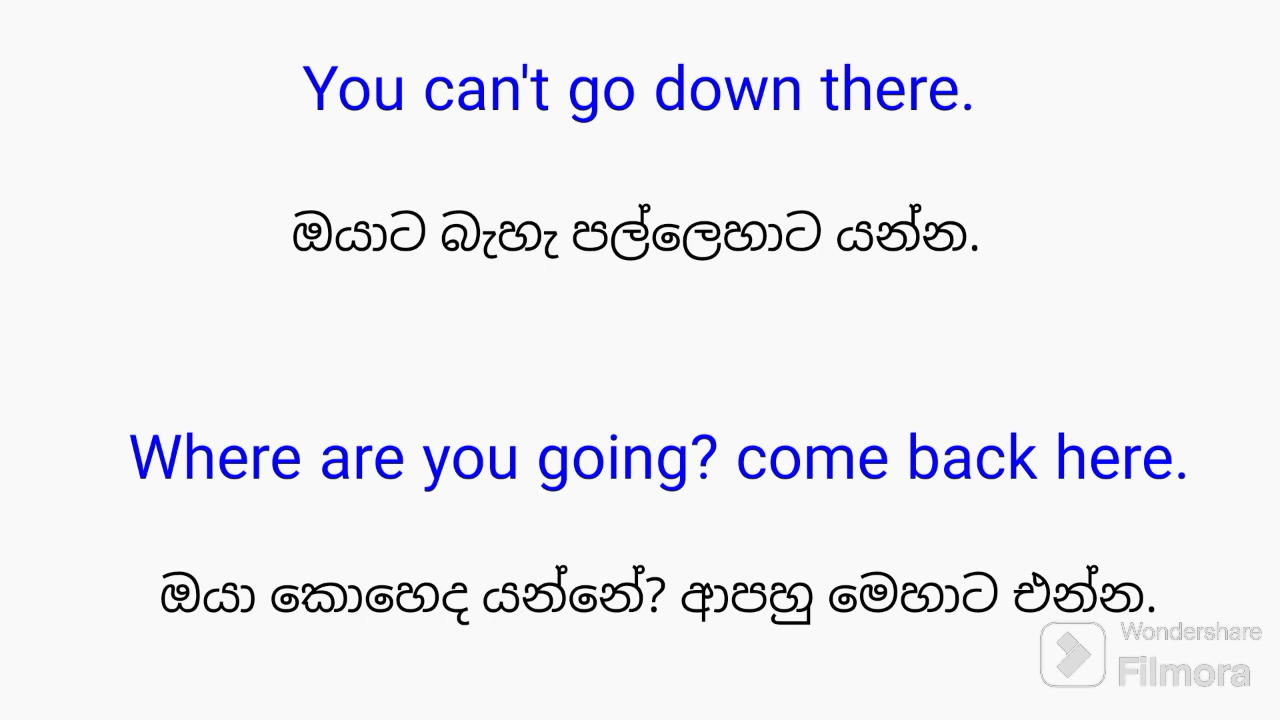 You can't go down there.
ඔයාට බැහැ පල්ලෙහාට යන්න.
Where are you going? come back here.
ඔයා කොහෙද යන්නේ? ආපහු මෙහාට එන්න.
Wondershare
Filmora